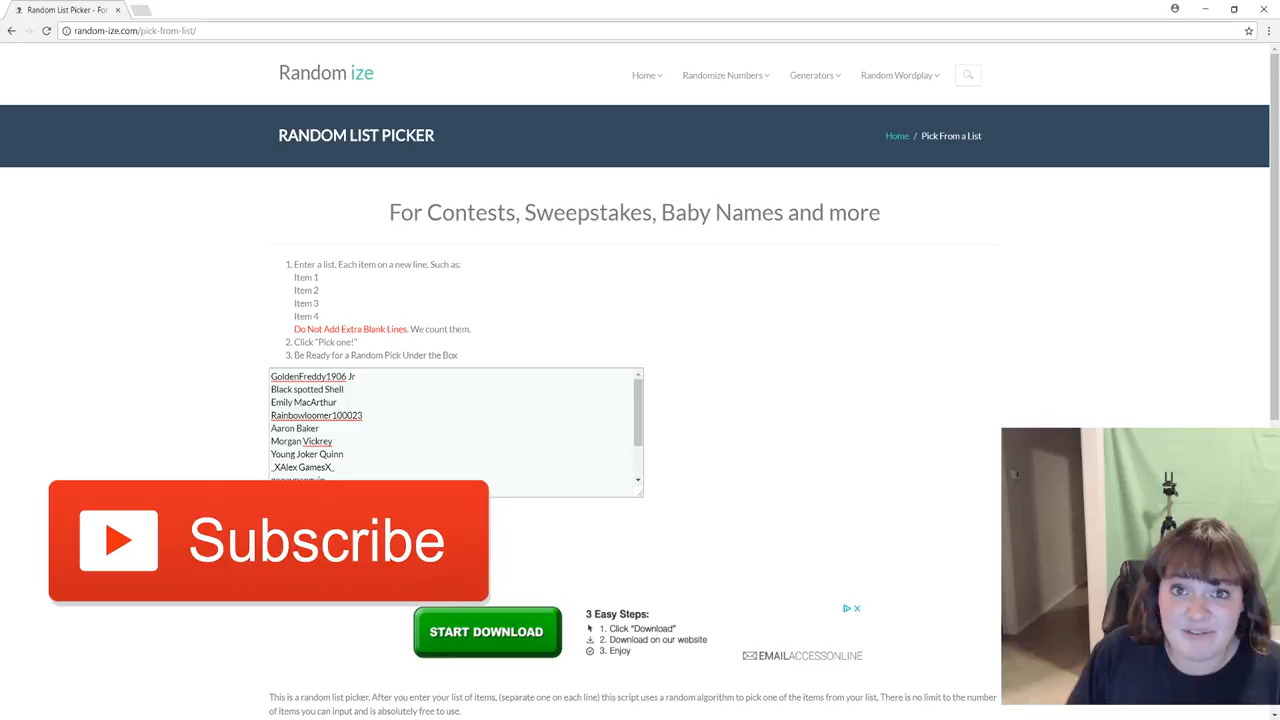 Random List Picker - Fo
random-ize.com/pick-from-list/
Random ize
Home
Randomize Numbers
Generators
Random Wordplay
RANDOM LIST PICKER
Home / Pick From a List
For Contests, Sweepstakes, Baby Names and more
1. Enter a list. Each item on a new line. Such as:
Item 1
Item 2
Item 3
Item 4
Do Not Add Extra Blank Lines. We count them.
2. Click "Pick one!"
3. Be Ready for a Random Pick Under the Box
GoldenFreddy1906 Jr
Black spotted Shell
Emily MacArthur
Rainbowloomer100023
Aaron Baker
Morgan Vickrey
Young Joker Quinn
_XAlex GamesX_
Subscribe
START DOWNLOAD
3 Easy Steps:
1. Click "Download"
2. Download on our website
3. Enjoy
EMAILACCESSONLINE
This is a random list picker. After you enter your list of items, (separate one on each line) this script uses a random algorithm to pick one of the items from your list. There is no limit to the number
of items you can input and is absolutely free to use.